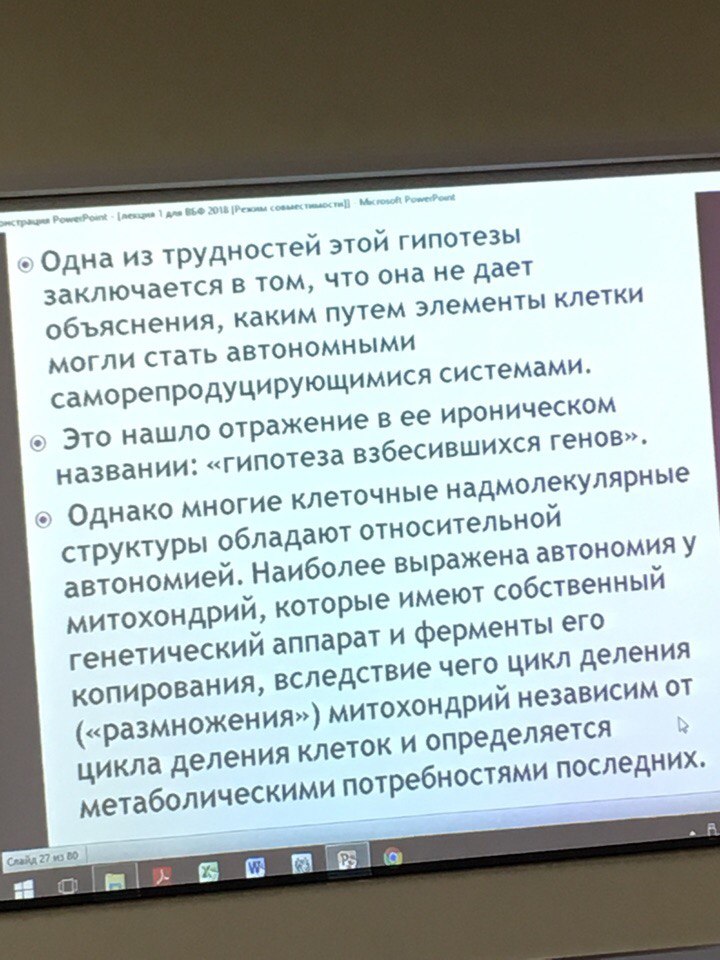 онстрация PowerPoint - [лекция 1 для ВБФ 2018 [Режим совместимости]] - Microsoft PowerPoint
Одна из трудностей этой гипотезы
заключается в том, что она не дает
объяснения, каким путем элементы клетки
могли стать автономными
саморепродуцирующимися системами.
Это нашло отражение в ее ироническом
названии: «гипотеза взбесившихся генов».
Однако многие клеточные надмолекулярные
структуры обладают относительной
автономией. Наиболее выражена автономия у
митохондрий, которые имеют собственный
генетический аппарат и ферменты его
копирования, вследствие чего цикл деления
(«размножения») митохондрий независим от
цикла деления клеток и определяется
метаболическими потребностями последних.
Слайд 27 из 80